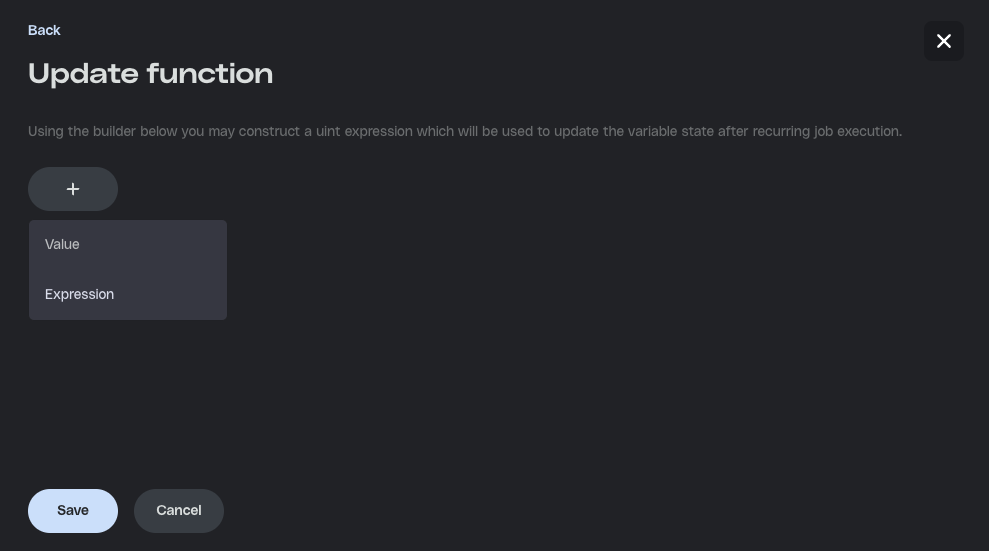 Back
Update function
Using the builder below you may construct a uint expression which will be used to update the variable state after recurring job execution.
+
Value
Expression
Save
Cancel